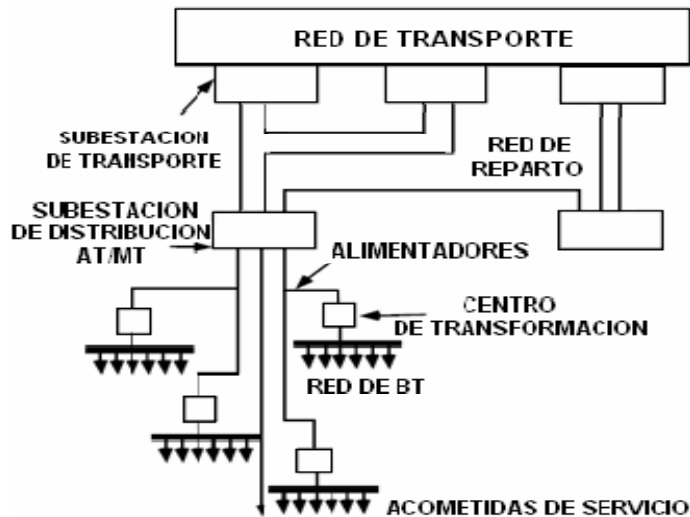 RED DE TRANSPORTE
SUBESTACION
DE TRANSPORTE
RED DE
REPARTO
SUBESTACION
DE DISTRIBUCION
AT/MT
ALIMENTADORES
CENTRO
DE TRANSFORMACION
RED DE BT
ACOMETIDAS DE SERVICIO